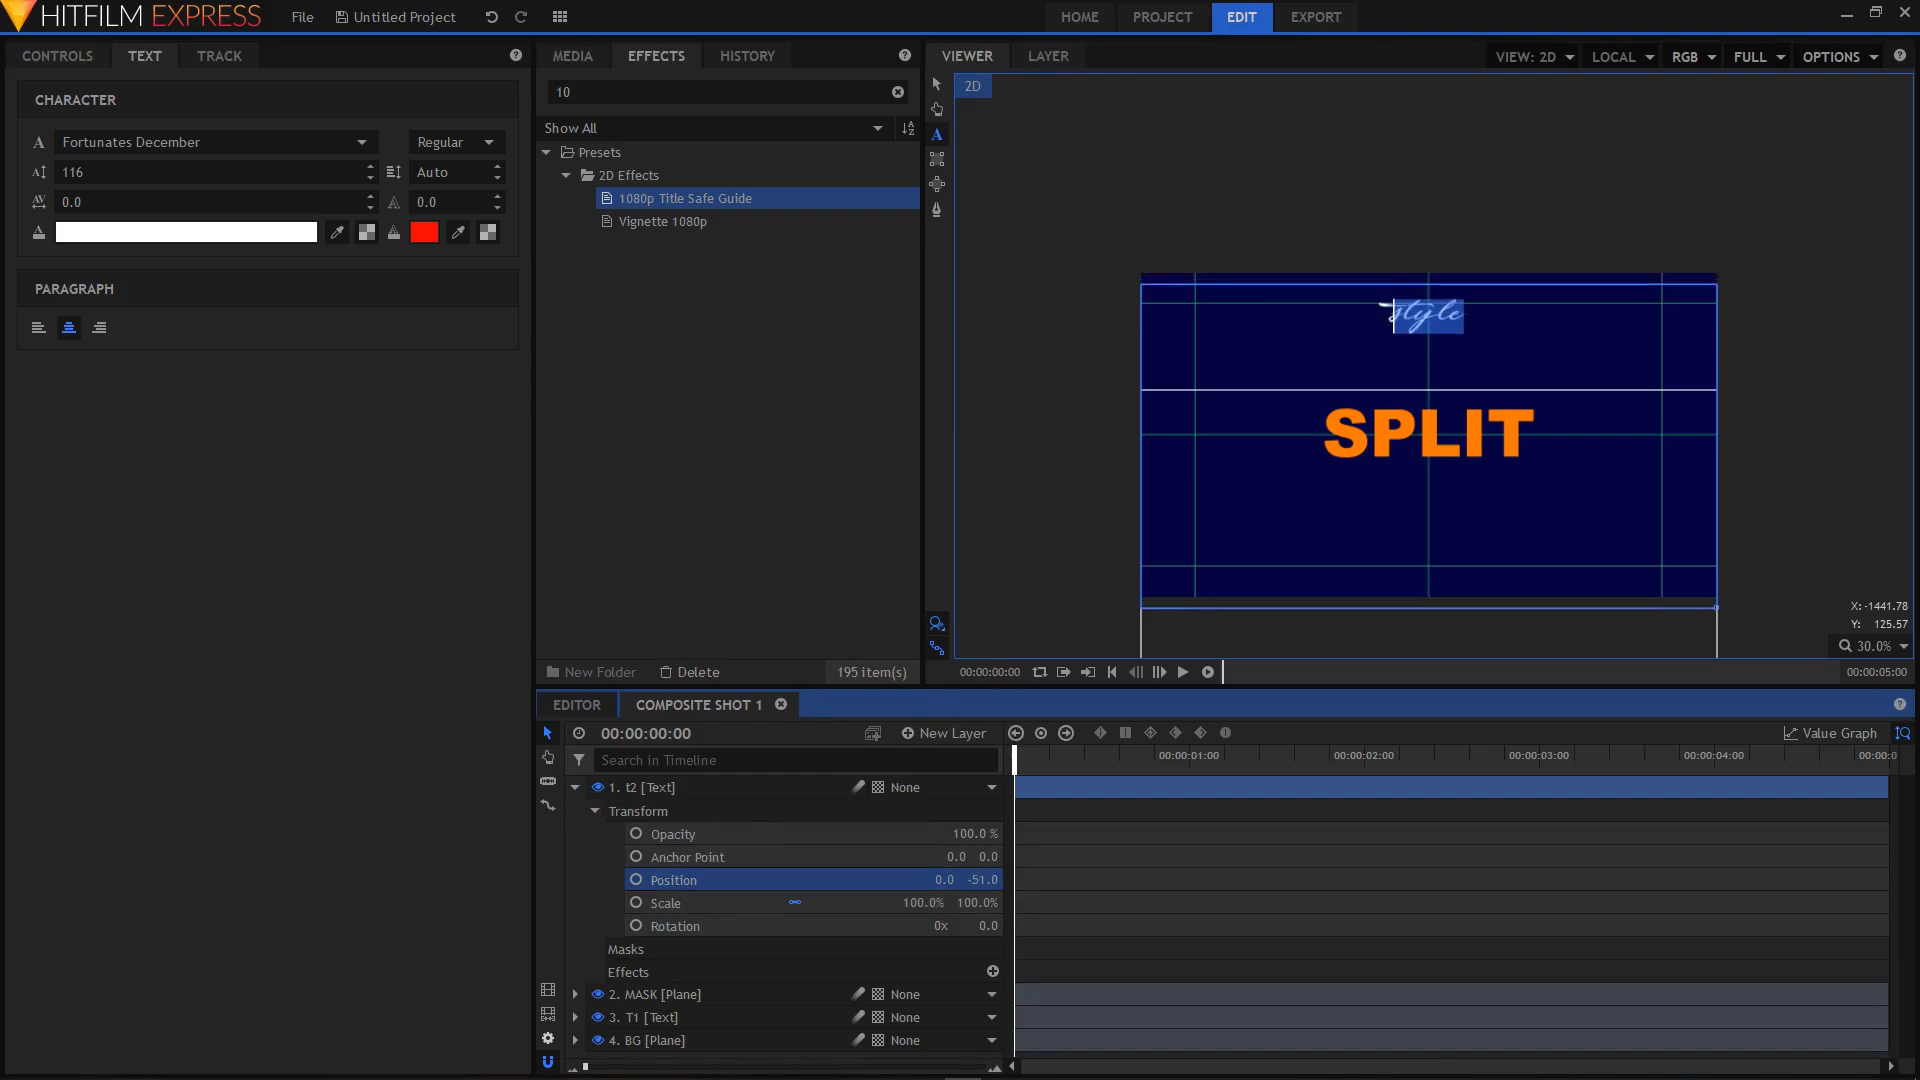 HITFILM EXPRESS File Untitled Project HOME PROJECT EDIT EXPORT
CONTROLS TEXT TRACK
CHARACTER
Fortunates December Regular
116 Auto
0.0 0.0
PARAGRAPH
MEDIA EFFECTS HISTORY
10
Show All
Presets
2D Effects
1080p Title Safe Guide
Vignette 1080p
New Folder Delete 195 item(s)
VIEWER LAYER VIEW: 2D LOCAL RGB FULL OPTIONS
2D
style
SPLIT
X: -1441.78
Y: 125.57
30.0%
00:00:00:00 00:00:05:00
EDITOR COMPOSITE SHOT 1
00:00:00:00 New Layer Value Graph
Search in Timeline 00:00:01:00 00:00:02:00 00:00:03:00 00:00:04:00 00:00:0
1. t2 [Text] None
Transform
Opacity 100.0 %
Anchor Point 0.0 0.0
Position 0.0 -51.0
Scale 100.0% 100.0%
Rotation 0x 0.0
Masks
Effects
2. MASK [Plane] None
3. T1 [Text] None
4. BG [Plane] None